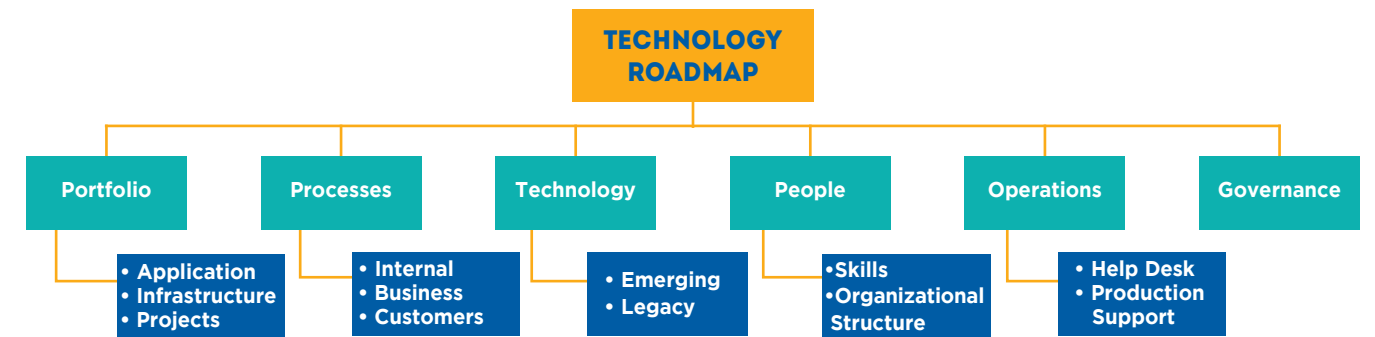 TECHNOLOGY
ROADMAP
Portfolio
Processes
Technology
People
Operations
Governance
• Application
• Infrastructure
• Projects
• Internal
• Business
• Customers
• Emerging
• Legacy
•Skills
•Organizational
Structure
• Help Desk
• Production
Support